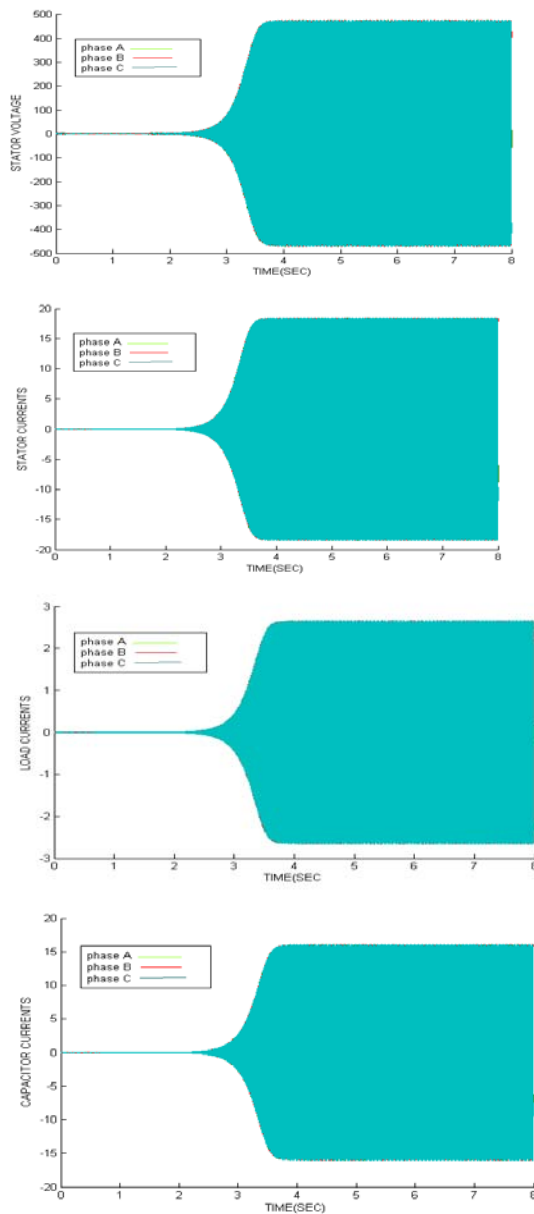 500
400
300
200
100
0
-100
-200
-300
-400
-500
STATOR VOLTAGE
phase A
phase B
phase C
0 1 2 3 4 5 6 7 8
TIME(SEC)
20
15
10
5
0
-5
-10
-15
-20
STATOR CURRENTS
phase A
phase B
phase C
0 1 2 3 4 5 6 7 8
TIME(SEC)
3
2
1
0
-1
-2
-3
LOAD CURRENTS
phase A
phase B
phase C
0 1 2 3 4 5 6 7 8
TIME(SEC
20
15
10
5
0
-5
-10
-15
-20
CAPACITOR CURRENTS
phase A
phase B
phase C
0 1 2 3 4 5 6 7 8
TIME(SEC)